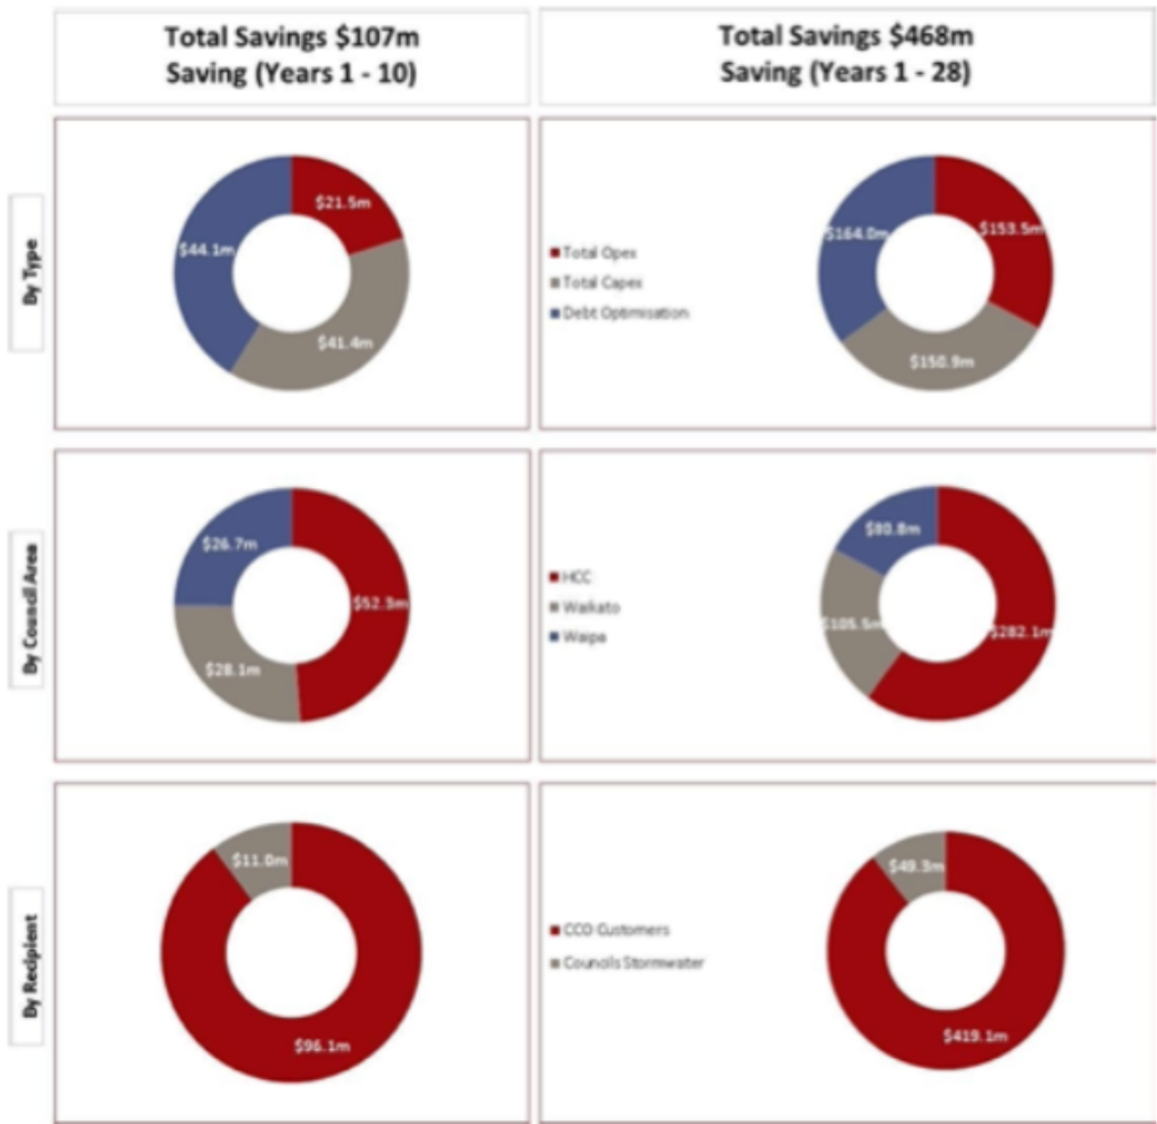 Total Savings $107m
Saving (Years 1 - 10)
Total Savings $468m
Saving (Years 1 - 28)
By Type
$21.5m
$44.1m
$41.4m
Total Opex
Total Capex
Debt Optimisation
$164.0m
$153.5m
$150.9m
By Council Area
$26.7m
$52.3m
$28.1m
HCC
Waikato
Waipa
$80.8m
$105.5m
$282.1m
By Recipient
$11.0m
$96.1m
CCO Customers
Councils Stormwater
$49.3m
$419.1m